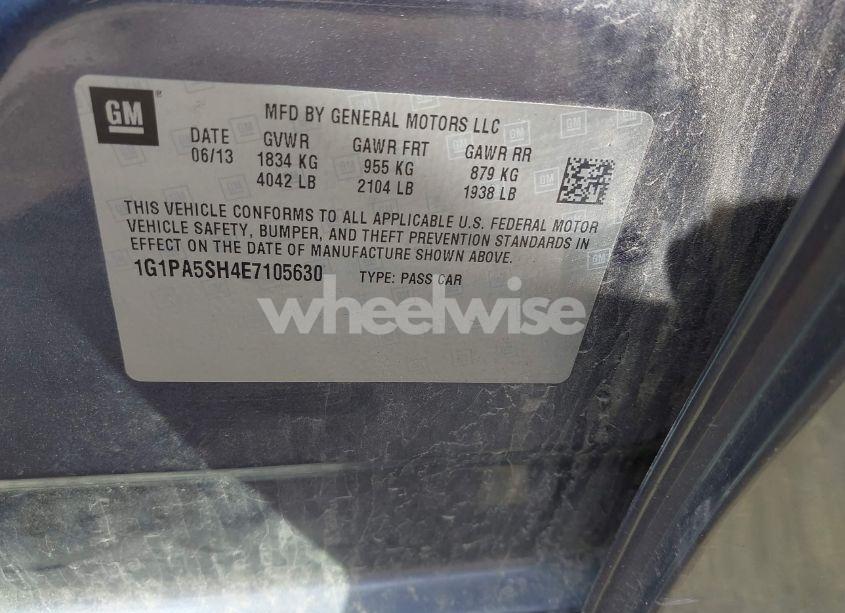 GM
MFD BY GENERAL MOTORS LLC
DATE GVWR GAWR FRT GAWR RR
06/13 1834 KG 955 KG 879 KG
4042 LB 2104 LB 1938 LB
THIS VEHICLE CONFORMS TO ALL APPLICABLE U.S. FEDERAL MOTOR
VEHICLE SAFETY, BUMPER, AND THEFT PREVENTION STANDARDS IN
EFFECT ON THE DATE OF MANUFACTURE SHOWN ABOVE.
1G1PA5SH4E7105630 TYPE: PASS CAR
wheelwise